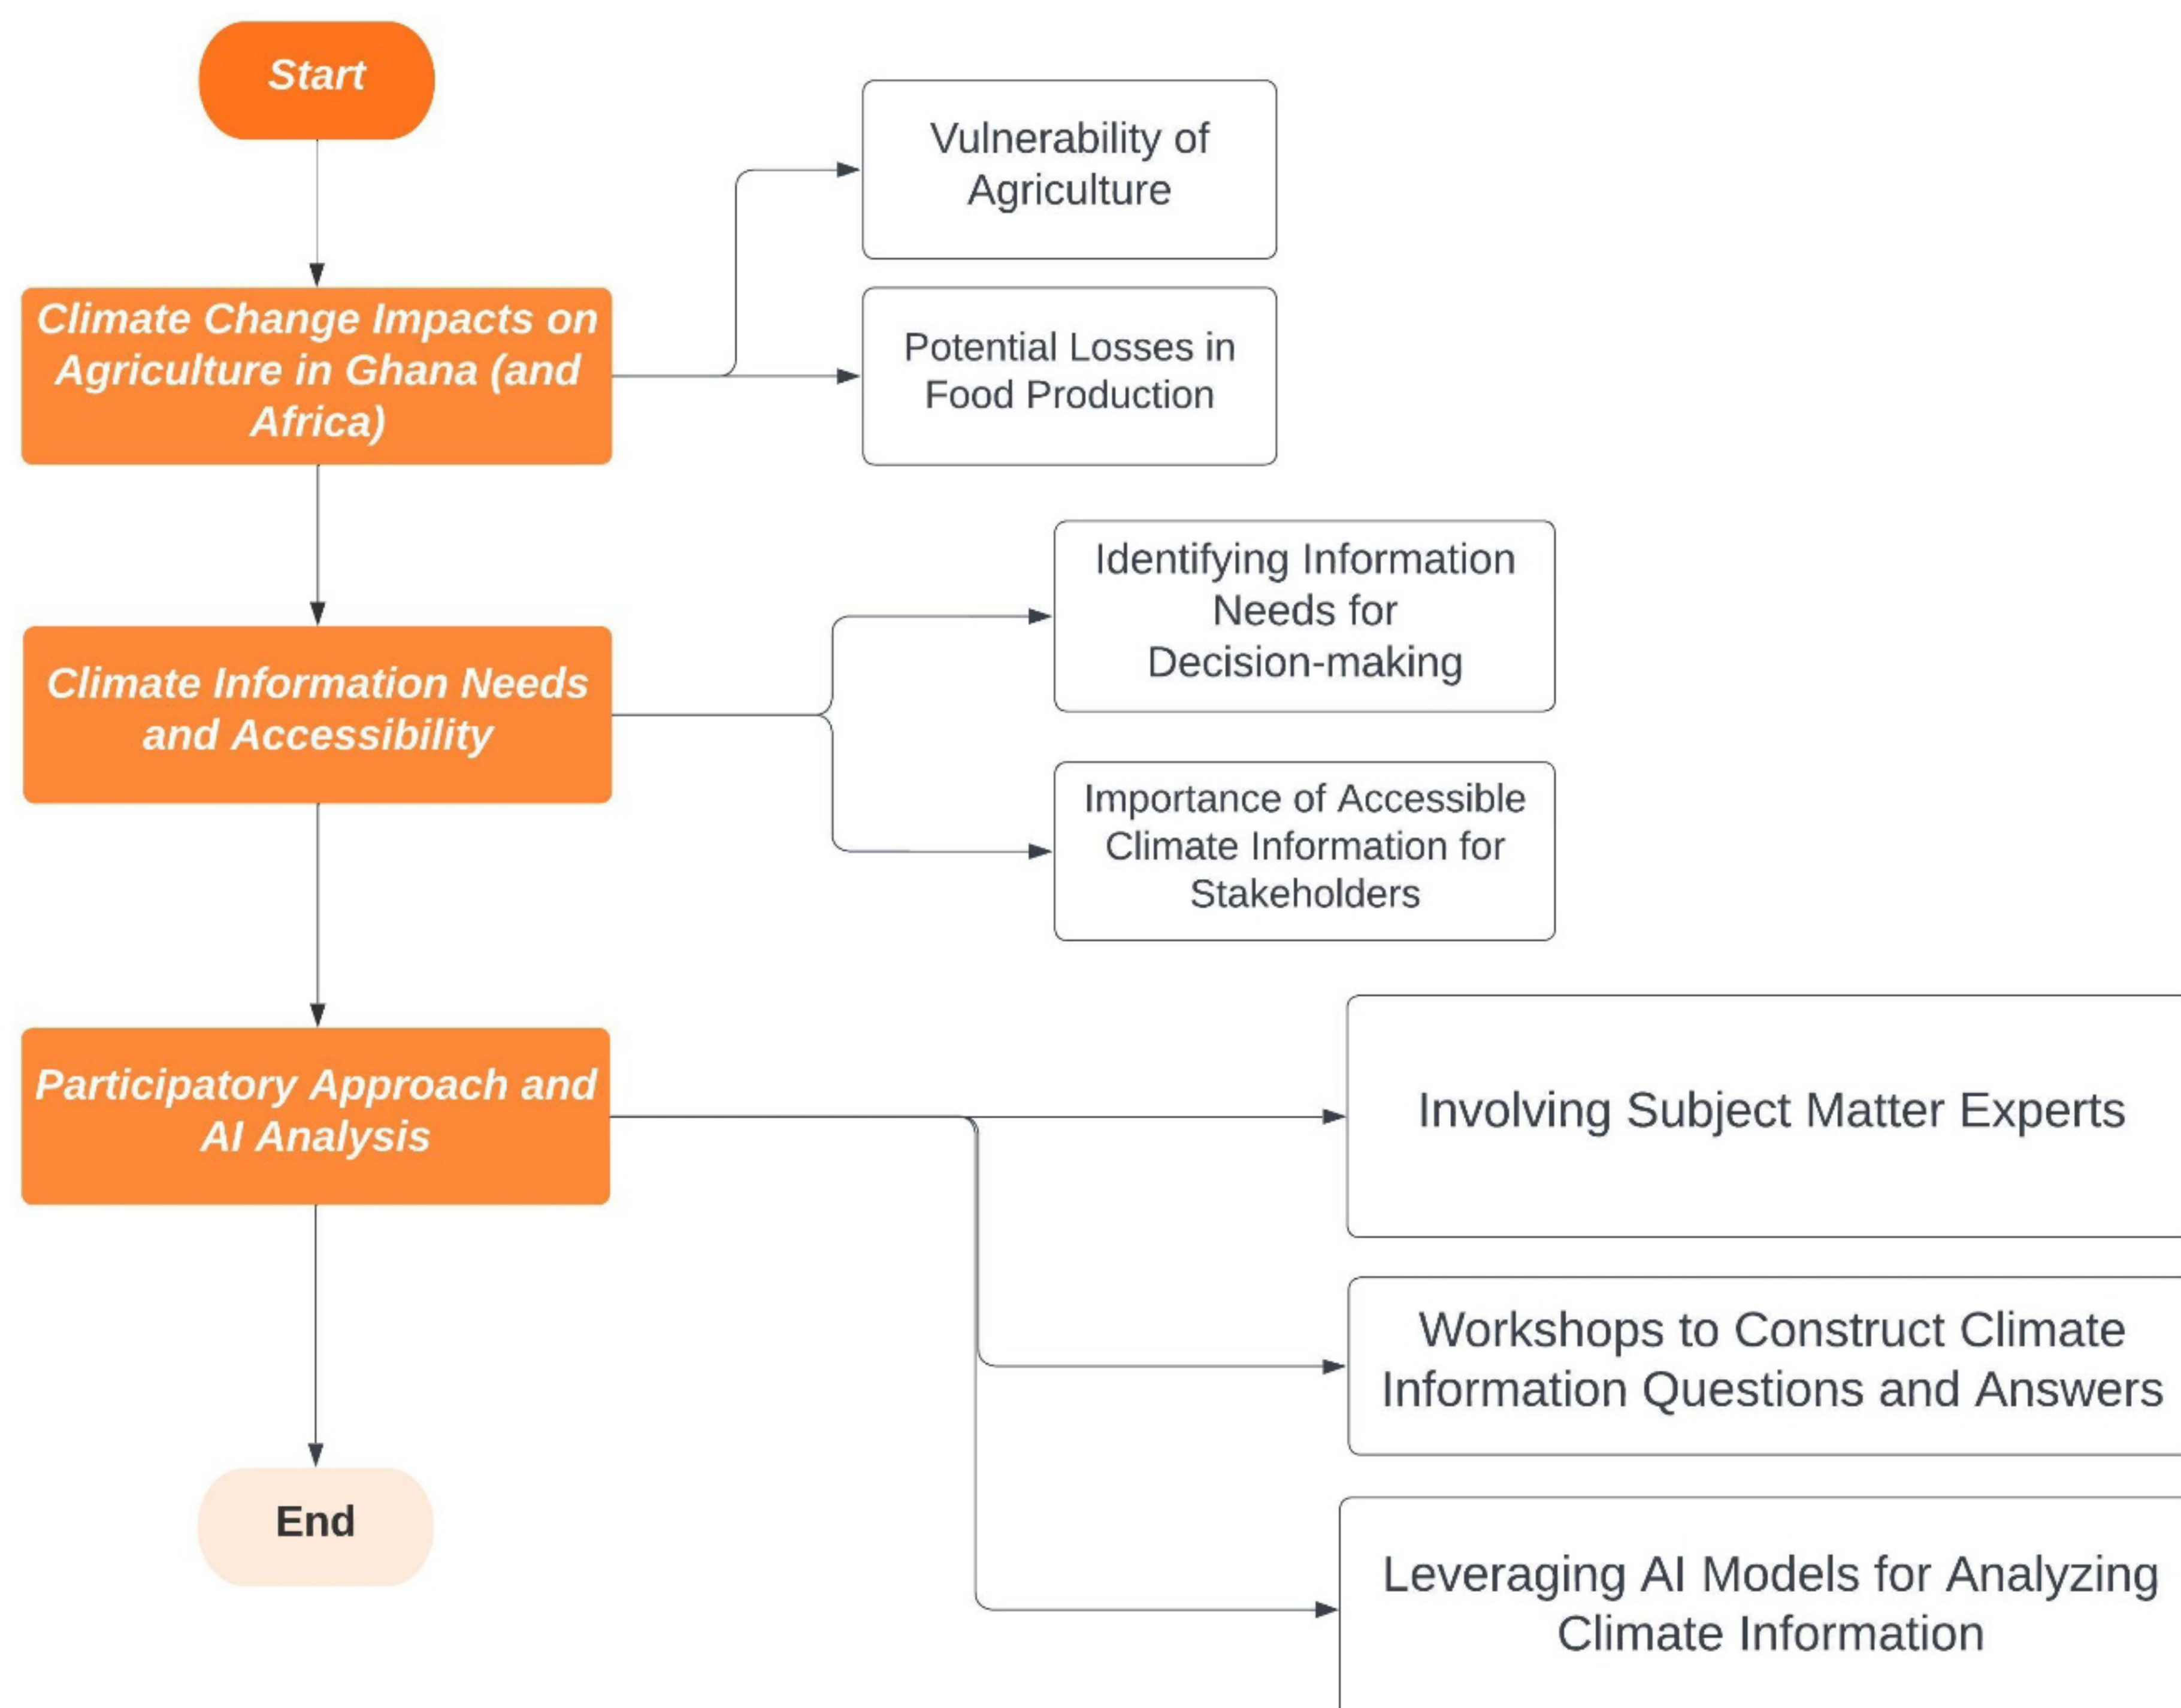 Start
Vulnerability of
Agriculture
Climate Change Impacts on
Agriculture in Ghana (and
Africa)
Potential Losses in
Food Production
Climate Information Needs
and Accessibility
Identifying Information
Needs for
Decision-making
Importance of Accessible
Climate Information for
Stakeholders
Participatory Approach and
AI Analysis
Involving Subject Matter Experts
Workshops to Construct Climate
Information Questions and Answers
Leveraging AI Models for Analyzing
Climate Information
End